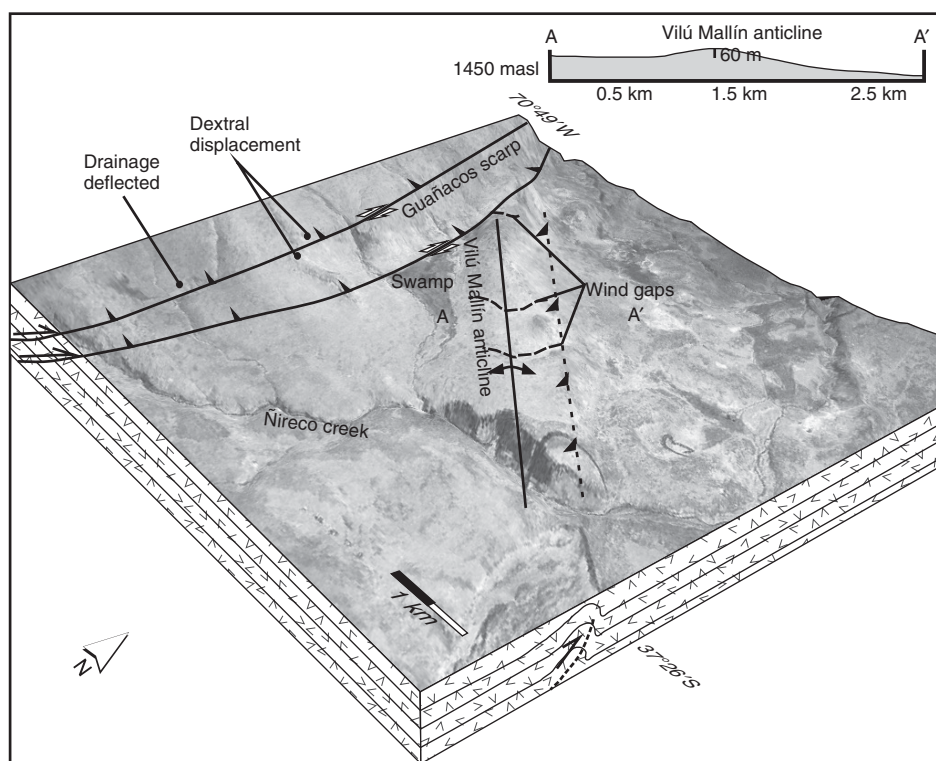 A
Vilú Mallín anticline
A′
60 m
1450 masl
0.5 km
1.5 km
2.5 km
70°49′W
Dextral
displacement
Drainage
deflected
Guañacos scarp
Swamp
A
Vilú Mallín anticline
Wind gaps
A′
Ñireco creek
1 km
N
37°26′S